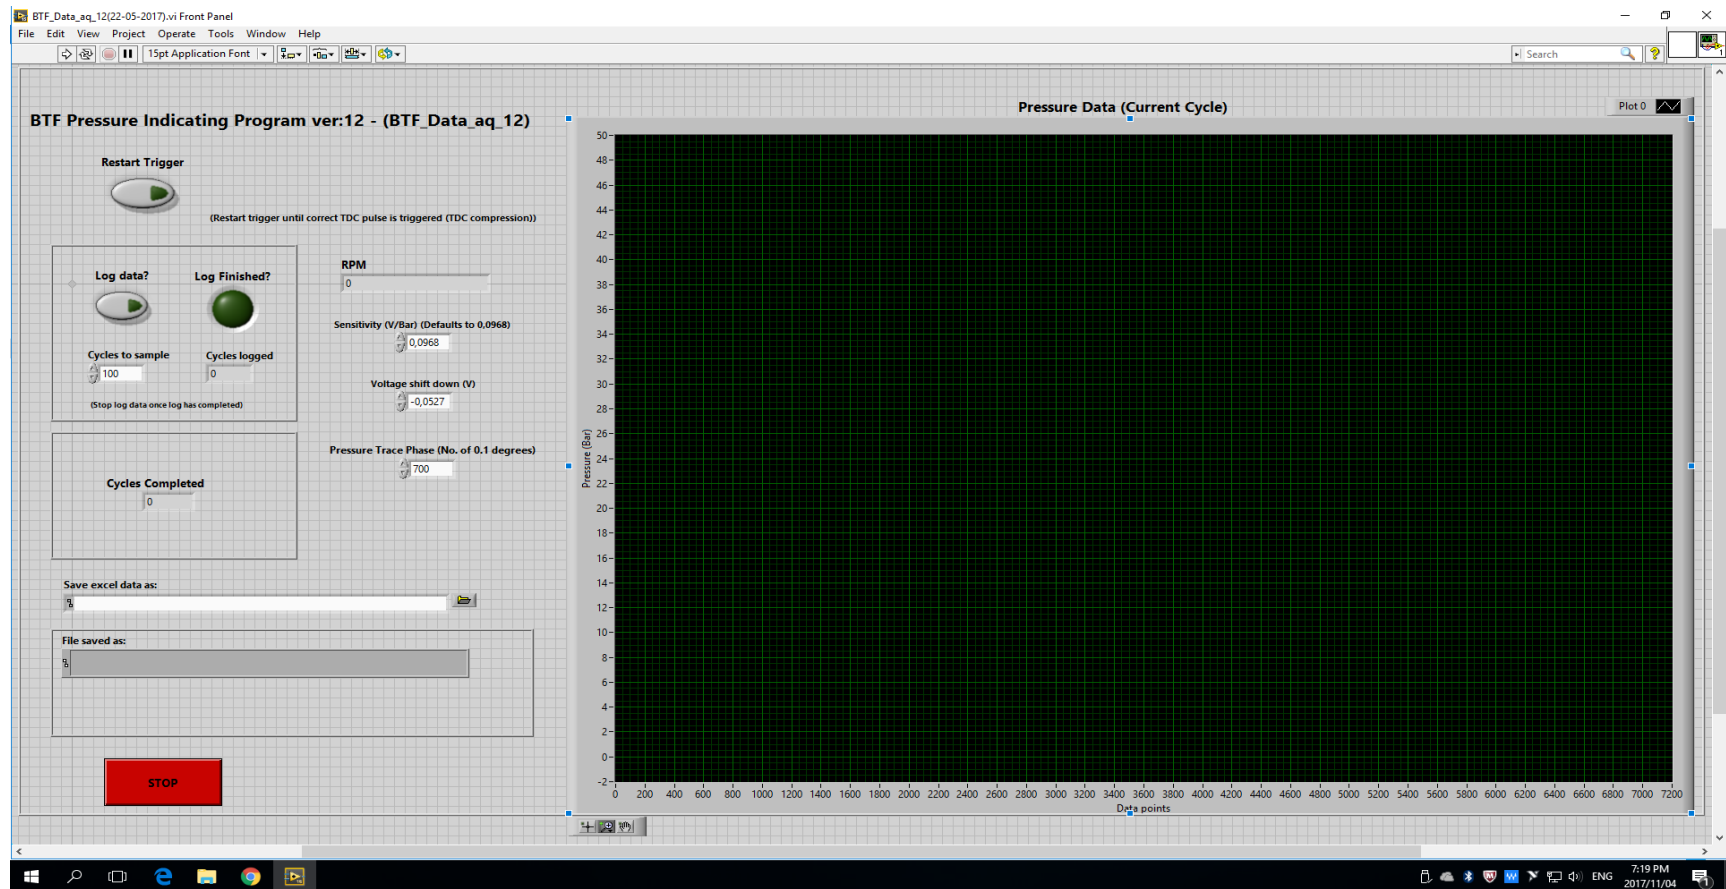 BTF_Data_aq_12(22-05-2017).vi Front Panel
File Edit View Project Operate Tools Window Help
15pt Application Font
Search
1
BTF Pressure Indicating Program ver:12 - (BTF_Data_aq_12)
Restart Trigger
(Restart trigger until correct TDC pulse is triggered (TDC compression))
Log data?
Log Finished?
Cycles to sample
100
Cycles logged
0
(Stop log data once log has completed)
RPM
0
Sensitivity (V/Bar) (Defaults to 0,0968)
0,0968
Voltage shift down (V)
-0,0527
Pressure Trace Phase (No. of 0.1 degrees)
700
Cycles Completed
0
Save excel data as:
File saved as:
STOP
Pressure Data (Current Cycle)
Plot 0
Pressure (Bar)
50
48
46
44
42
40
38
36
34
32
30
28
26
24
22
20
18
16
14
12
10
8
6
4
2
0
-2
0 200 400 600 800 1000 1200 1400 1600 1800 2000 2200 2400 2600 2800 3000 3200 3400 3600 3800 4000 4200 4400 4600 4800 5000 5200 5400 5600 5800 6000 6200 6400 6600 6800 7000 7200
Data points
ENG
7:19 PM
2017/11/04
1